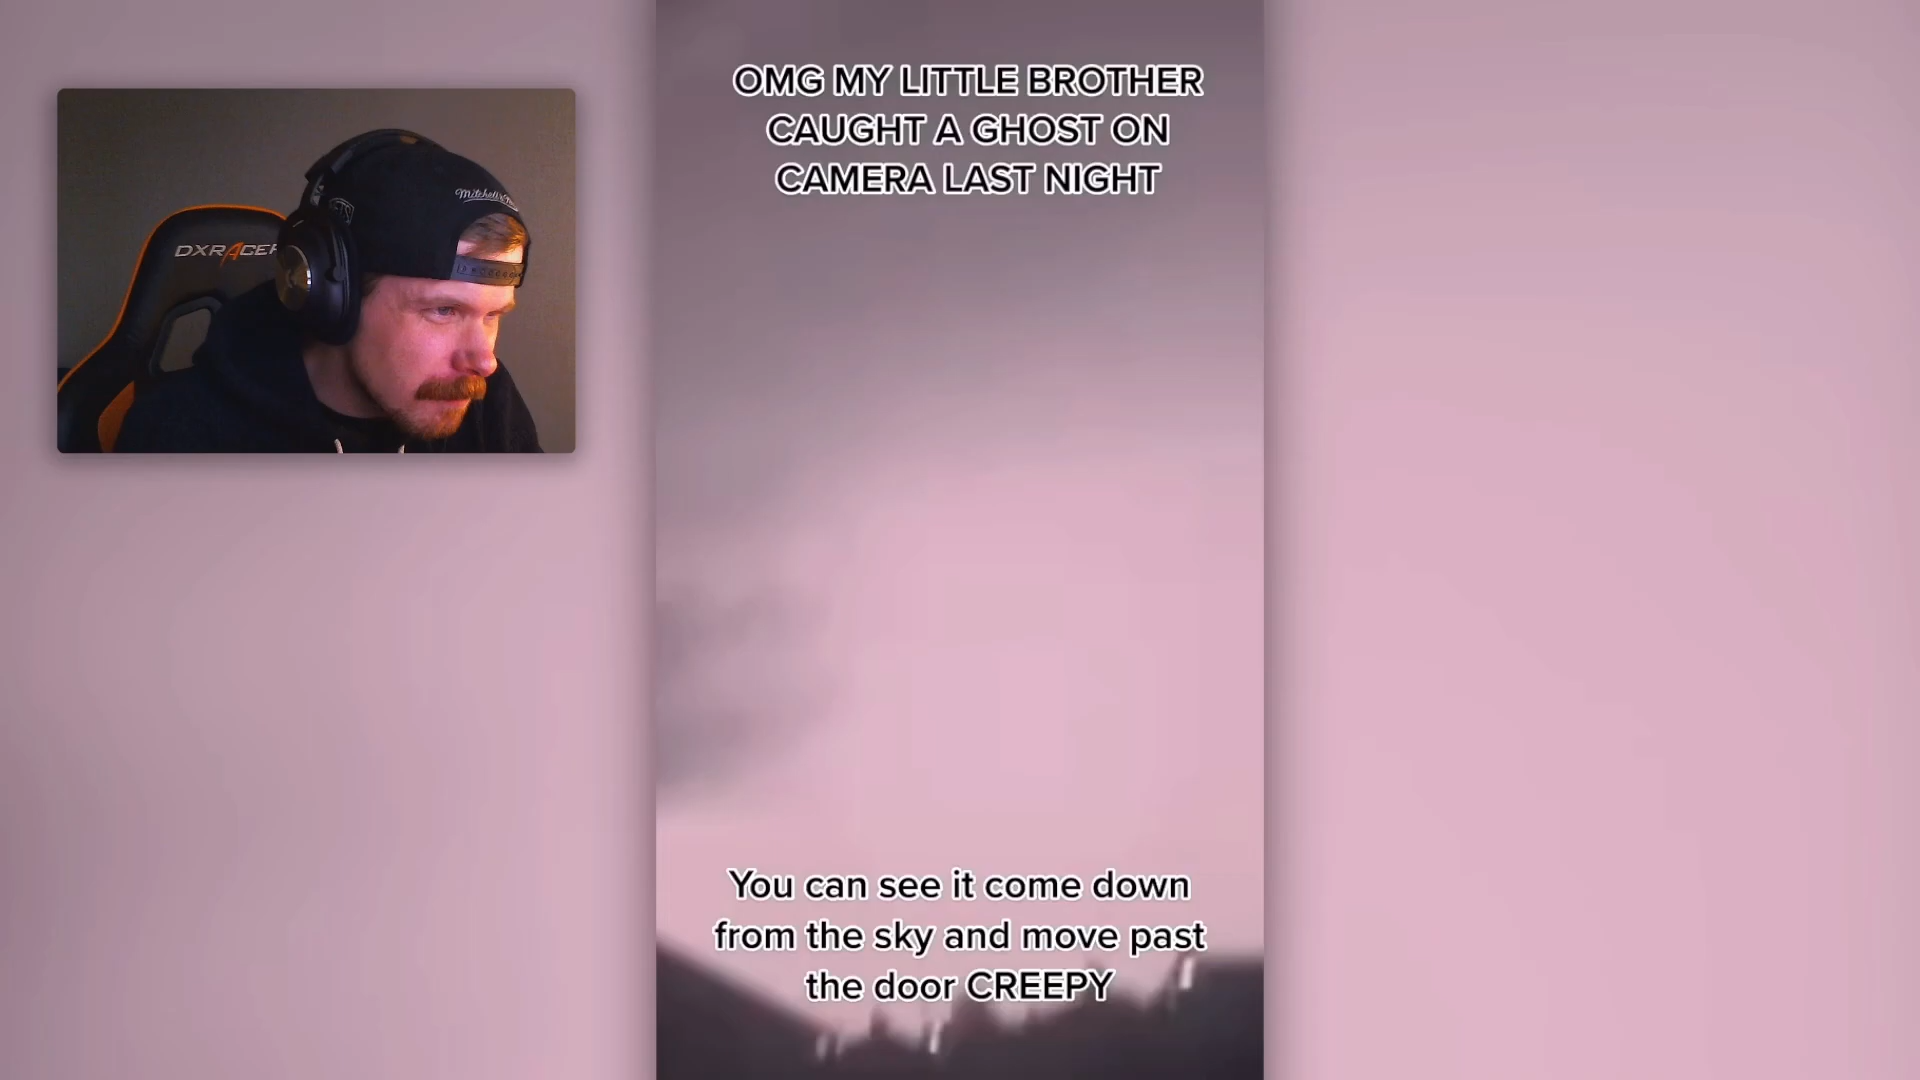 OMG MY LITTLE BROTHER
CAUGHT A GHOST ON
CAMERA LAST NIGHT
DXRACER
You can see it come down
from the sky and move past
the door CREEPY